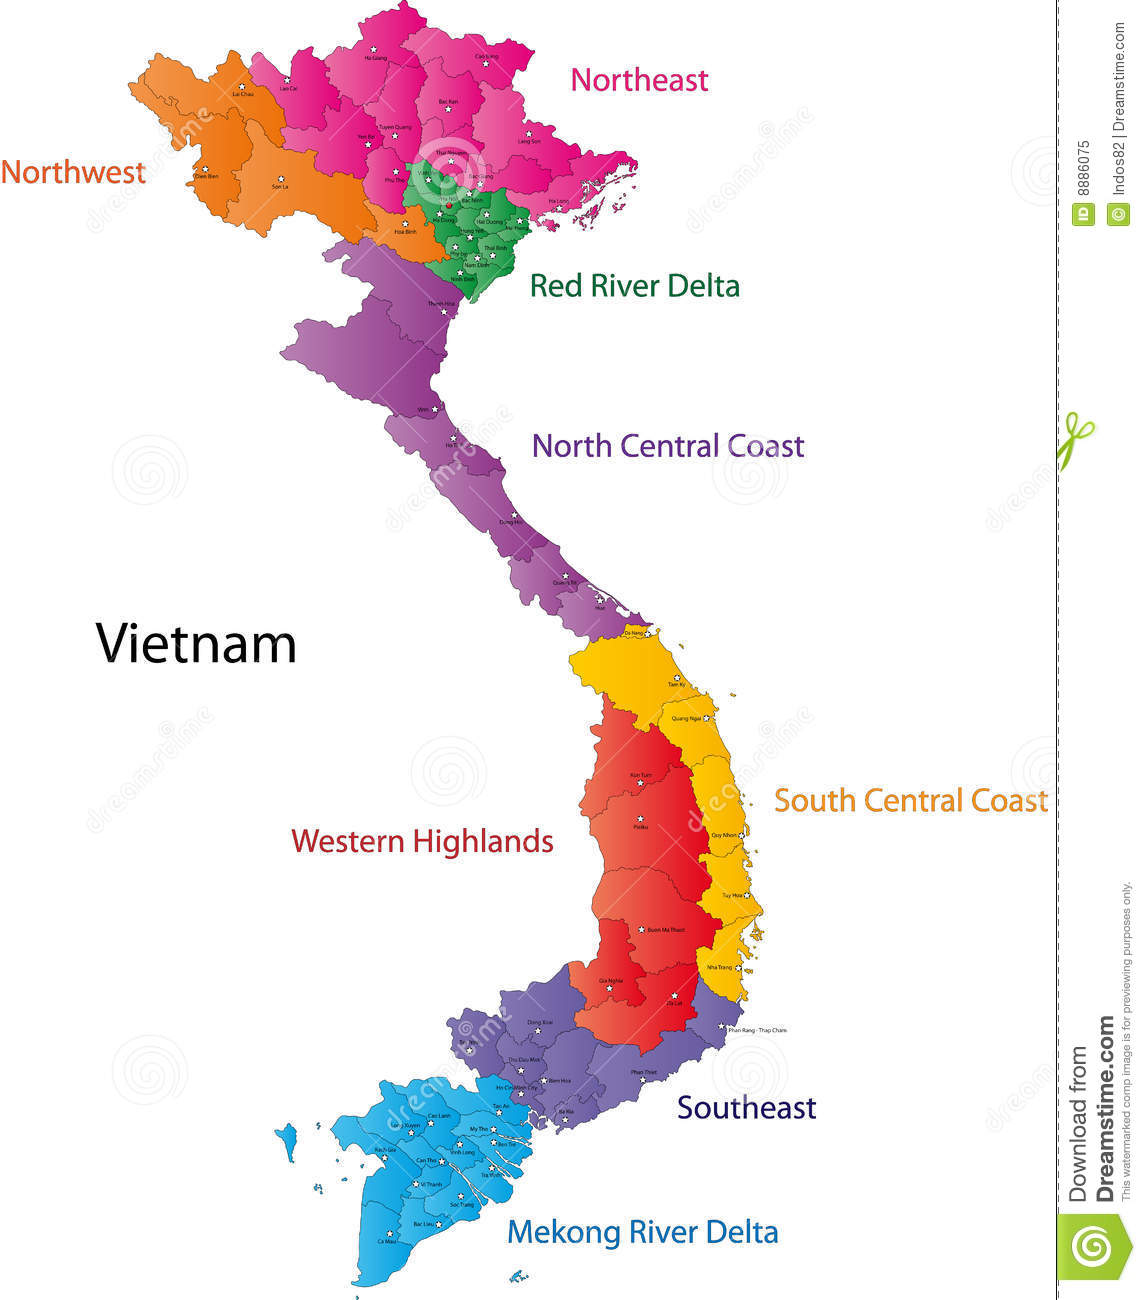 Northeast
Northwest
Red River Delta
North Central Coast
Vietnam
South Central Coast
Western Highlands
Southeast
Mekong River Delta
Ha Giang
Cao Bang
Lao Cai
Lai Chau
Bac Kan
Tuyen Quang
Yen Bai
Lang Son
Thai Nguyen
Bac Giang
Phu Tho
Dien Bien
Son La
Ha Long
Bac Ninh
Ha Dong
Hai Duong
Hoa Binh
Hung Yen
Thai Binh
Nam Dinh
Ninh Binh
Thanh Hoa
Vinh
Dong Hoi
Hue
Da Nang
Tam Ky
Quang Ngai
Kon Tum
Pleiku
Quy Nhon
Tuy Hoa
Buon Ma Thuot
Nha Trang
Gia Nghia
Da Lat
Phan Rang - Thap Cham
Dong Xoai
Thu Dau Mot
Phan Thiet
Bien Hoa
Ho Chi Minh City
Ba Ria
Tan An
Cao Lanh
Long Xuyen
My Tho
Ben Tre
Rach Gia
Vinh Long
Can Tho
Tra Vinh
Vi Thanh
Soc Trang
Bac Lieu
Ca Mau
dreamstime
ID 8886075
© Indos82 | Dreamstime.com
Download from
Dreamstime.com
This watermarked comp image is for previewing purposes only.